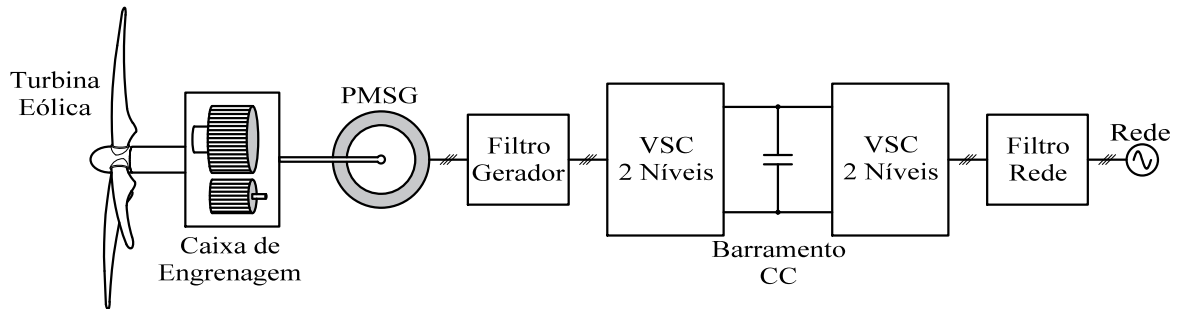 Turbina
Eólica
Caixa de
Engrenagem
PMSG
Filtro
Gerador
VSC
2 Níveis
Barramento
CC
VSC
2 Níveis
Filtro
Rede
Rede